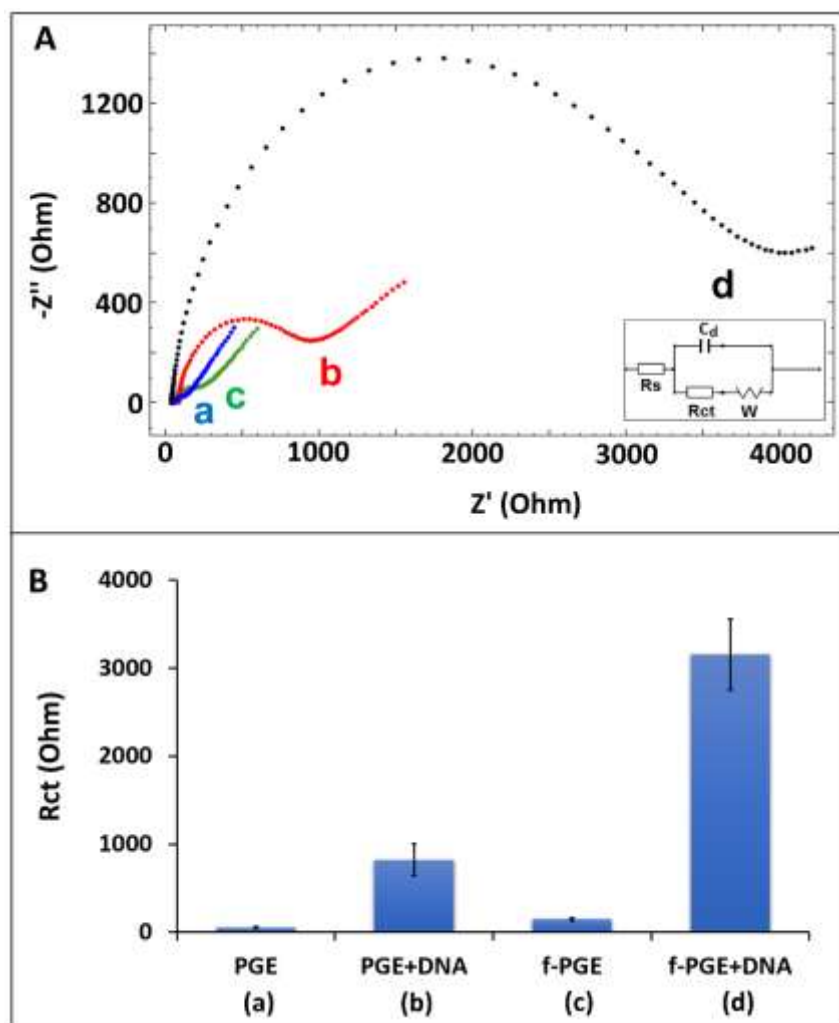 A
1200
800
400
0
-Z'' (Ohm)
a
c
b
d
C_d
Rs
Rct
W
0 1000 2000 3000 4000
Z' (Ohm)
B
4000
3000
2000
1000
0
Rct (Ohm)
PGE PGE+DNA f-PGE f-PGE+DNA
(a) (b) (c) (d)